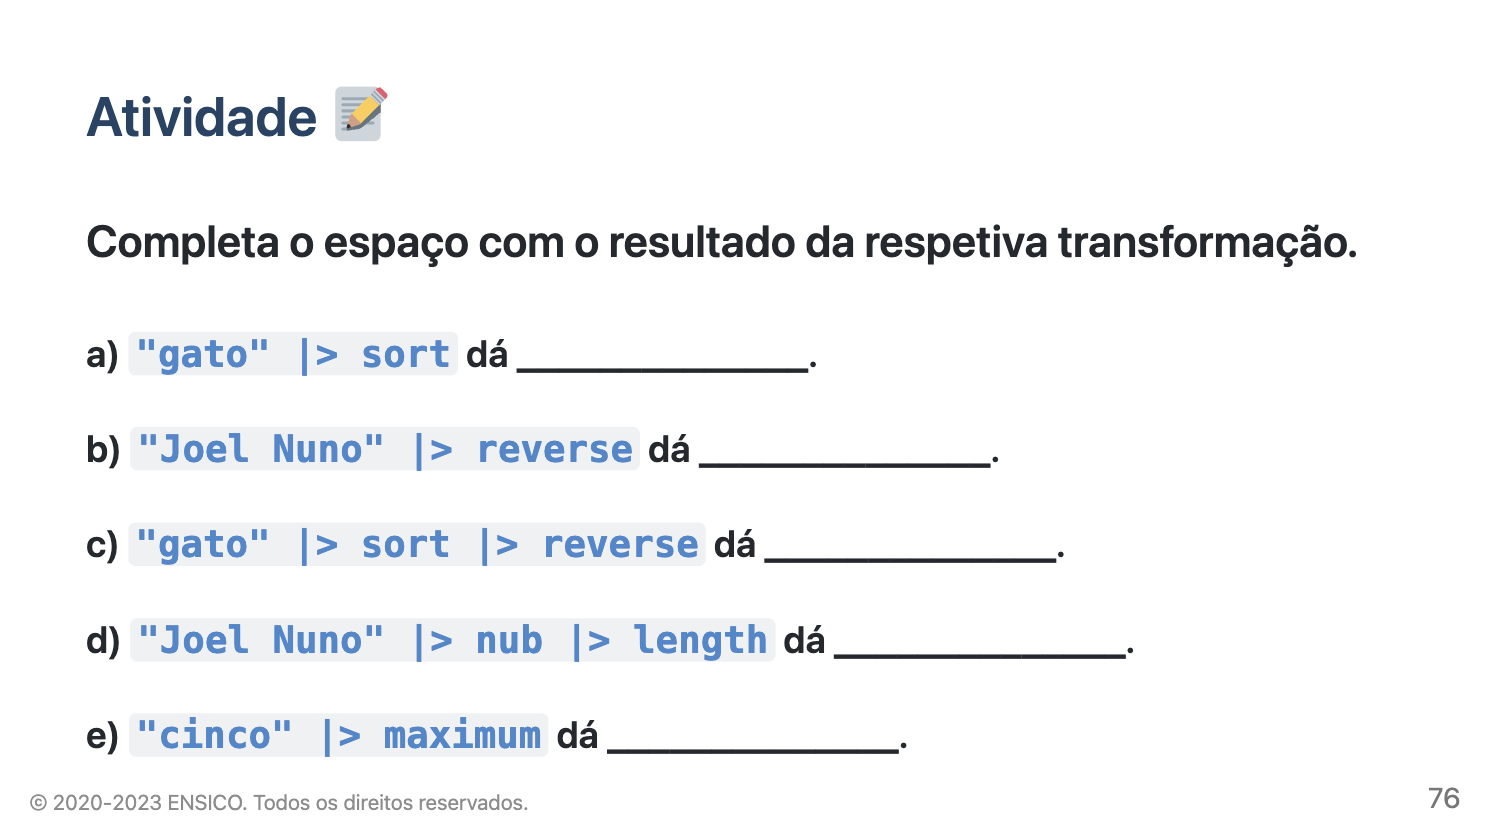 Atividade
Completa o espaço com o resultado da respetiva transformação.
a) "gato" |> sort dá ______________.
b) "Joel Nuno" |> reverse dá ______________.
c) "gato" |> sort |> reverse dá ______________.
d) "Joel Nuno" |> nub |> length dá ______________.
e) "cinco" |> maximum dá ______________.
© 2020-2023 ENSICO. Todos os direitos reservados.
76